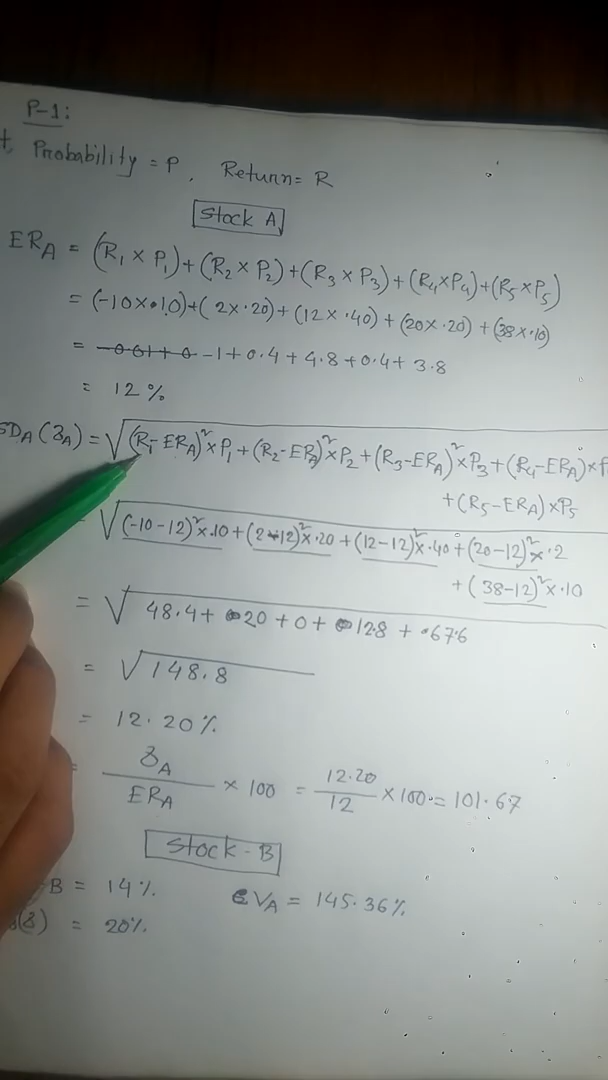 P-1:
t, Probability = P, Return = R
Stock A
ERA = (R1 × P1) + (R2 × P2) + (R3 × P3) + (R4×P4) + (R5×P5)
= (-10×.10) + (2×.20) + (12×.40) + (20×.20) + (38×.10)
= -0.01+0 -1+0.4+4.8+0.4+3.8
= 12%
SDA (ƷA) = √(R1-ERA)²×P1 + (R2-ERA)²×P2 + (R3-ERA)²×P3 + (R4-ERA)×P
+ (R5-ERA)×P5
√(-10-12)²×.10 + (2-12)²×.20 + (12-12)²×.40 + (20-12)²×.2
+ (38-12)²×.10
= √48.4+20+0+12.8+.67.6
= √148.8
= 12.20%
= ƷA/ERA × 100 = 12.20/12 × 100 = 101.67
Stock-B
B = 14% CVA = 145.36%
(Ʒ) = 20%